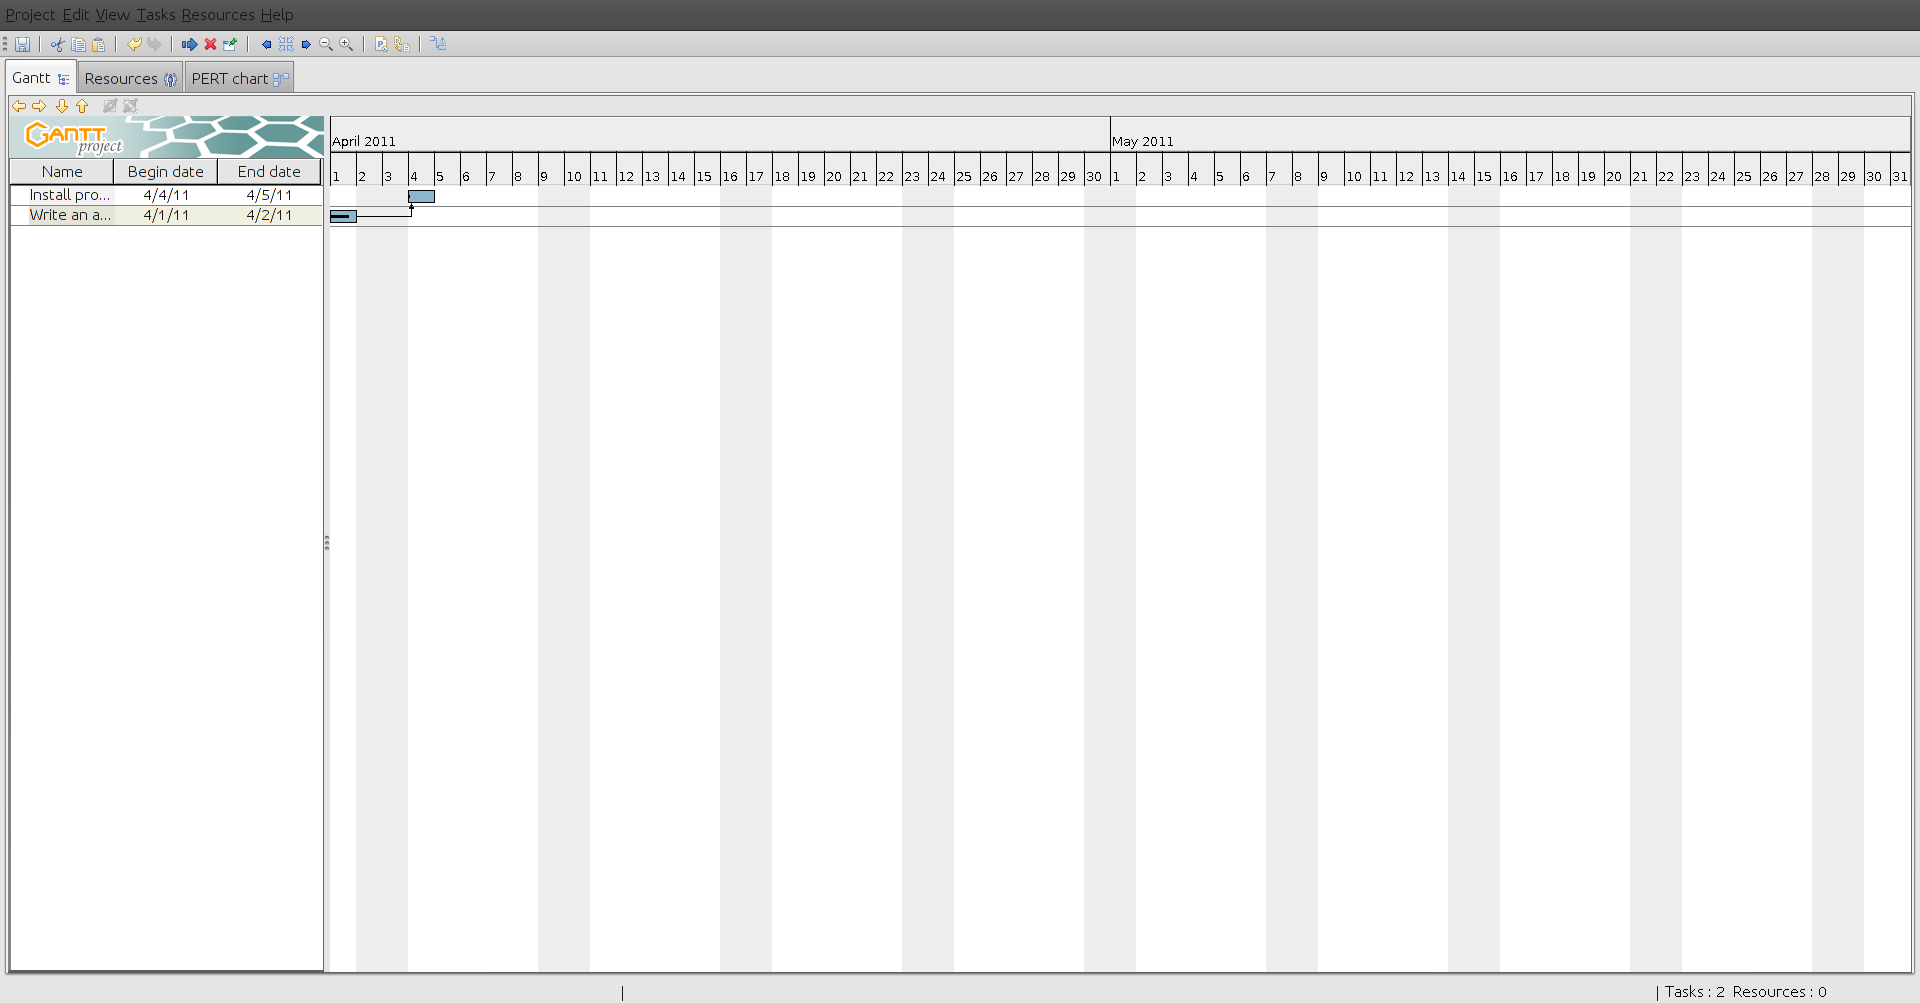 Project Edit View Tasks Resources Help
Gantt Resources PERT chart
GANTT project
April 2011 May 2011
Name Begin date End date 1 2 3 4 5 6 7 8 9 10 11 12 13 14 15 16 17 18 19 20 21 22 23 24 25 26 27 28 29 30 1 2 3 4 5 6 7 8 9 10 11 12 13 14 15 16 17 18 19 20 21 22 23 24 25 26 27 28 29 30 31
Install pro... 4/4/11 4/5/11
Write an a... 4/1/11 4/2/11
| | Tasks : 2 Resources : 0